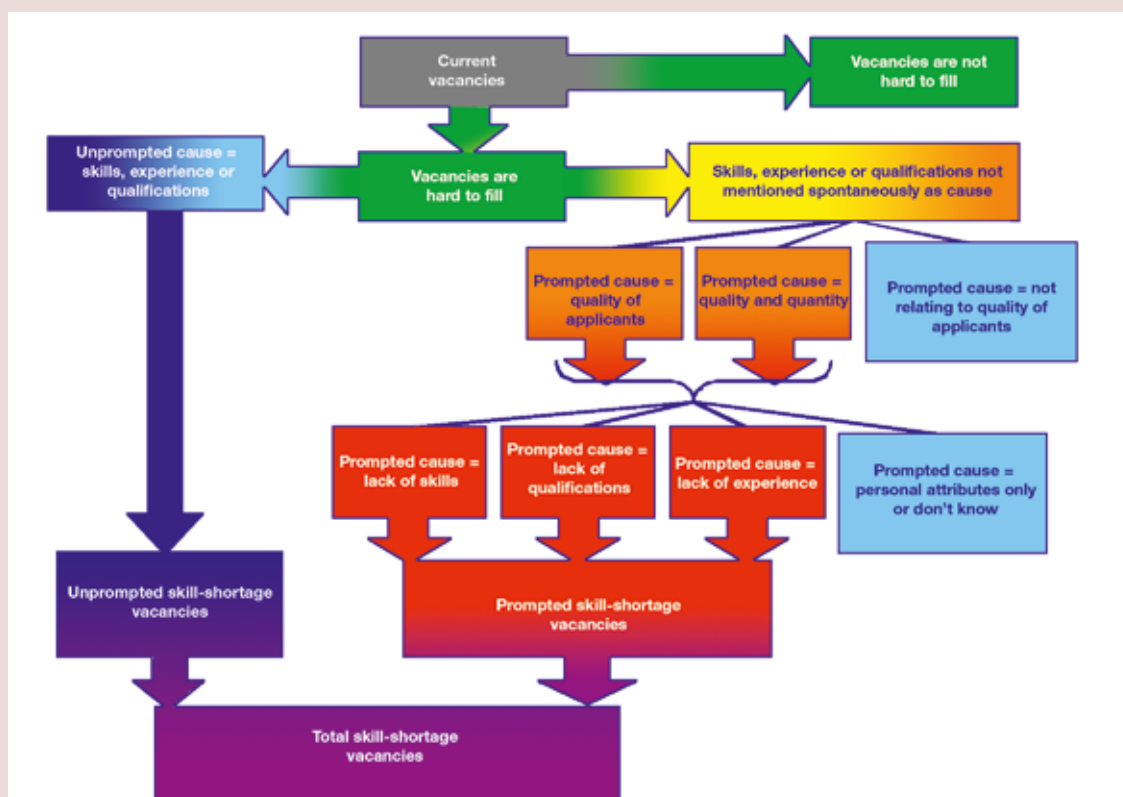 Current
vacancies
Vacancies are not
hard to fill
Unprompted cause =
skills, experience or
qualifications
Vacancies are
hard to fill
Skills, experience or qualifications not
mentioned spontaneously as cause
Prompted cause =
quality of
applicants
Prompted cause =
quality and quantity
Prompted cause = not
relating to quality of
applicants
Prompted cause =
lack of skills
Prompted cause =
lack of
qualifications
Prompted cause =
lack of experience
Prompted cause =
personal attributes only
or don't know
Unprompted skill-shortage
vacancies
Prompted skill-shortage
vacancies
Total skill-shortage
vacancies